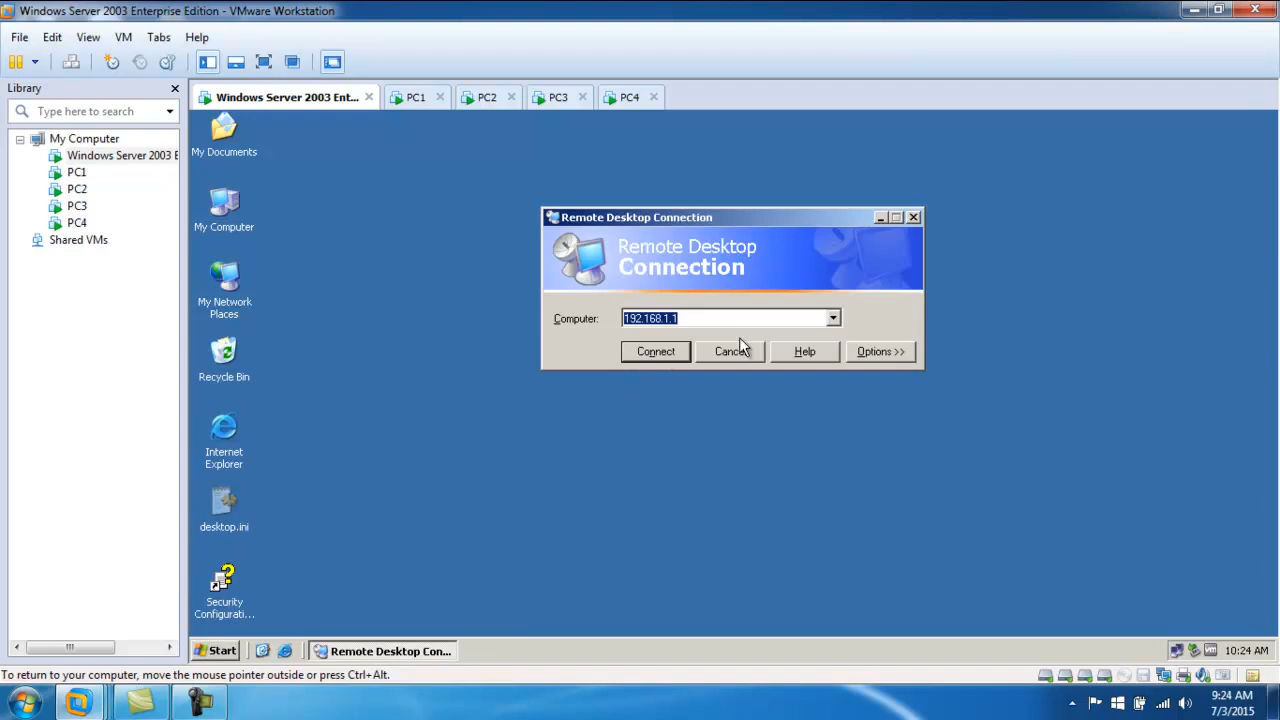 Windows Server 2003 Enterprise Edition - VMware Workstation
File Edit View VM Tabs Help
Library
Type here to search
My Computer
Windows Server 2003 E
PC1
PC2
PC3
PC4
Shared VMs
Windows Server 2003 Ent... PC1 PC2 PC3 PC4
My Documents
My Computer
My Network
Places
Recycle Bin
Internet
Explorer
desktop.ini
Security
Configurati...
Remote Desktop Connection
Remote Desktop
Connection
Computer: 192.168.1.1
Connect Cancel Help Options >>
Start Remote Desktop Con... 10:24 AM
To return to your computer, move the mouse pointer outside or press Ctrl+Alt.
9:24 AM
7/3/2015